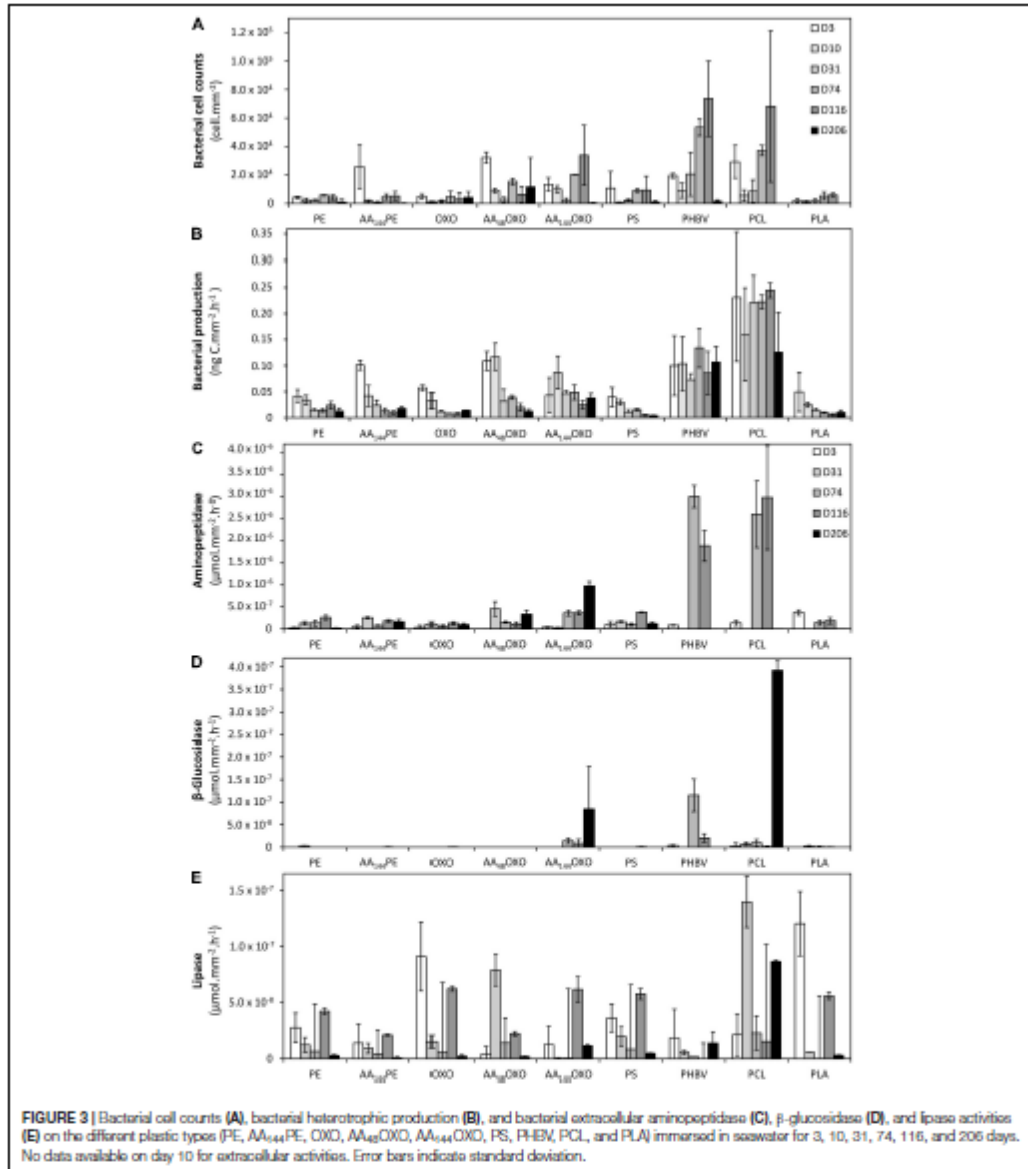 A
Bacterial cell counts
(cell.mm⁻²)
1.2 x 10⁵
1.0 x 10⁵
8.0 x 10⁴
6.0 x 10⁴
4.0 x 10⁴
2.0 x 10⁴
0
D3
D10
D31
D74
D116
D206
PE AA₁₄₄PE OXO AA₄₈OXO AA₁₄₄OXO PS PHBV PCL PLA
B
Bacterial production
(ng C.mm⁻².h⁻¹)
0.35
0.30
0.25
0.20
0.15
0.10
0.05
0
PE AA₁₄₄PE OXO AA₄₈OXO AA₁₄₄OXO PS PHBV PCL PLA
C
Aminopeptidase
4.0 x 10⁻⁶
3.5 x 10⁻⁶
3.0 x 10⁻⁶
2.5 x 10⁻⁶
2.0 x 10⁻⁶
1.5 x 10⁻⁶
1.0 x 10⁻⁶
5.0 x 10⁻⁷
0
D3
D31
D74
D116
D206
PE AA₁₄₄PE OXO AA₄₈OXO AA₁₄₄OXO PS PHBV PCL PLA
D
β-Glucosidase
(µmol.mm⁻².h⁻¹)
4.0 x 10⁻⁷
3.5 x 10⁻⁷
3.0 x 10⁻⁷
2.5 x 10⁻⁷
2.0 x 10⁻⁷
1.5 x 10⁻⁷
1.0 x 10⁻⁷
5.0 x 10⁻⁸
0
PE AA₁₄₄PE OXO AA₄₈OXO AA₁₄₄OXO PS PHBV PCL PLA
E
Lipase
(µmol.mm⁻².h⁻¹)
1.5 x 10⁻⁷
1.0 x 10⁻⁷
5.0 x 10⁻⁸
0
PE AA₁₄₄PE OXO AA₄₈OXO AA₁₄₄OXO PS PHBV PCL PLA
FIGURE 3 | Bacterial cell counts (A), bacterial heterotrophic production (B), and bacterial extracellular aminopeptidase (C), β-glucosidase (D), and lipase activities
(E) on the different plastic types (PE, AA₁₄₄PE, OXO, AA₄₈OXO, AA₁₄₄OXO, PS, PHBV, PCL, and PLA) immersed in seawater for 3, 10, 31, 74, 116, and 206 days.
No data available on day 10 for extracellular activities. Error bars indicate standard deviation.